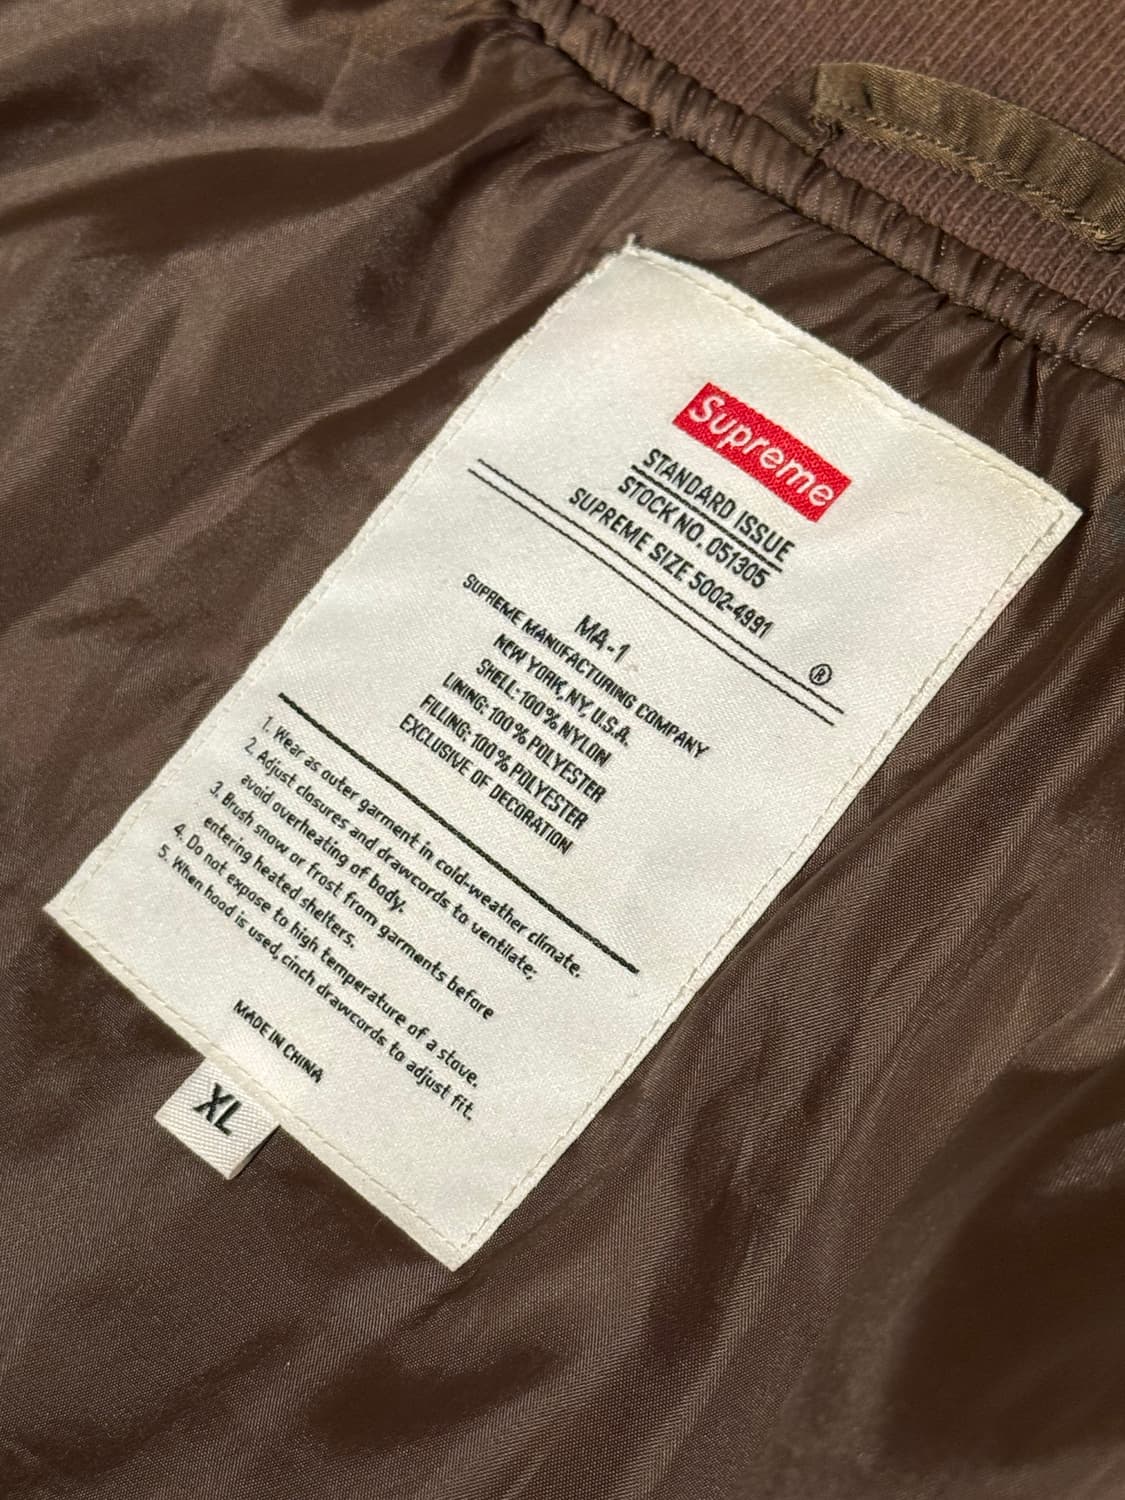 Supreme
STANDARD ISSUE
STOCK NO. 051305
SUPREME SIZE 5002-4991
®
MA-1
SUPREME MANUFACTURING COMPANY
NEW YORK, NY, U.S.A.
SHELL: 100% NYLON
LINING: 100% POLYESTER
FILLING: 100% POLYESTER
EXCLUSIVE OF DECORATION
1. Wear as outer garment in cold-weather climate.
2. Adjust closures and drawcords to ventilate;
avoid overheating of body.
3. Brush snow or frost from garments before
entering heated shelters.
4. Do not expose to high temperature of a stove.
5. When hood is used, cinch drawcords to adjust fit.
MADE IN CHINA
XL